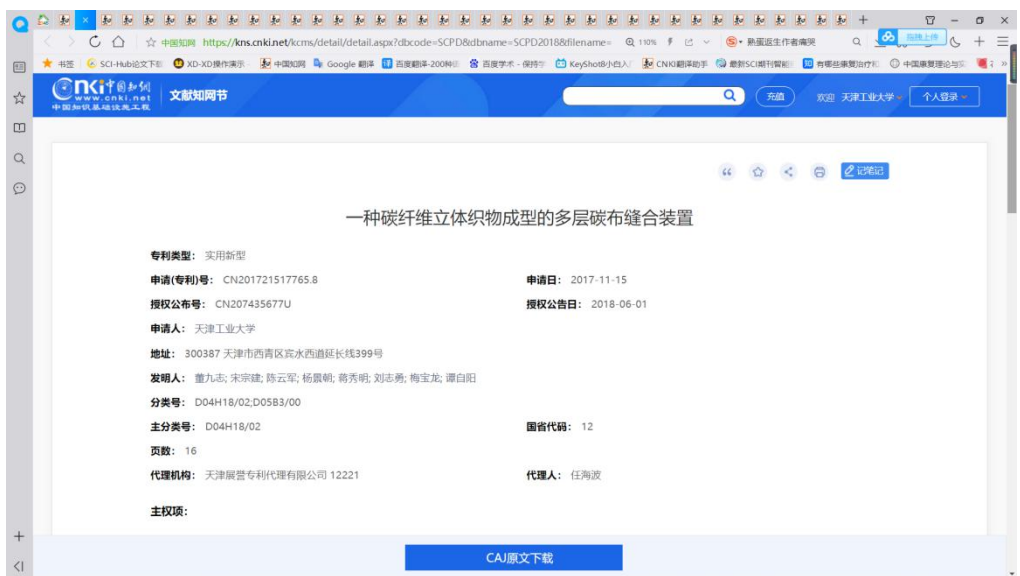 中国知网 https://kns.cnki.net/kcms/detail/detail.aspx?dbcode=SCPD&dbname=SCPD2018&filename= 110% 熟蛋返生作者痛哭 拖拽上传
书签 SCI-Hub论文下 XD-XD操作演示 中国知网 Google 翻译 百度翻译-200种 百度学术 - 保持学 KeyShot8小白入 CNKI翻译助手 最新SCI期刊智能 有哪些康复治疗 中国康复理论与实
CNKI中国知网 www.cnki.net 中国知识基础设施工程 文献知网节 充值 欢迎 天津工业大学 个人登录
记笔记
一种碳纤维立体织物成型的多层碳布缝合装置
专利类型： 实用新型
申请(专利)号： CN201721517765.8 申请日： 2017-11-15
授权公布号： CN207435677U 授权公告日： 2018-06-01
申请人： 天津工业大学
地址： 300387 天津市西青区宾水西道延长线399号
发明人： 董九志; 宋宗建; 陈云军; 杨景朝; 蒋秀明; 刘志勇; 梅宝龙; 谭自阳
分类号： D04H18/02;D05B3/00
主分类号： D04H18/02 国省代码： 12
页数： 16
代理机构： 天津展誉专利代理有限公司 12221 代理人： 任海波
主权项：
CAJ原文下载